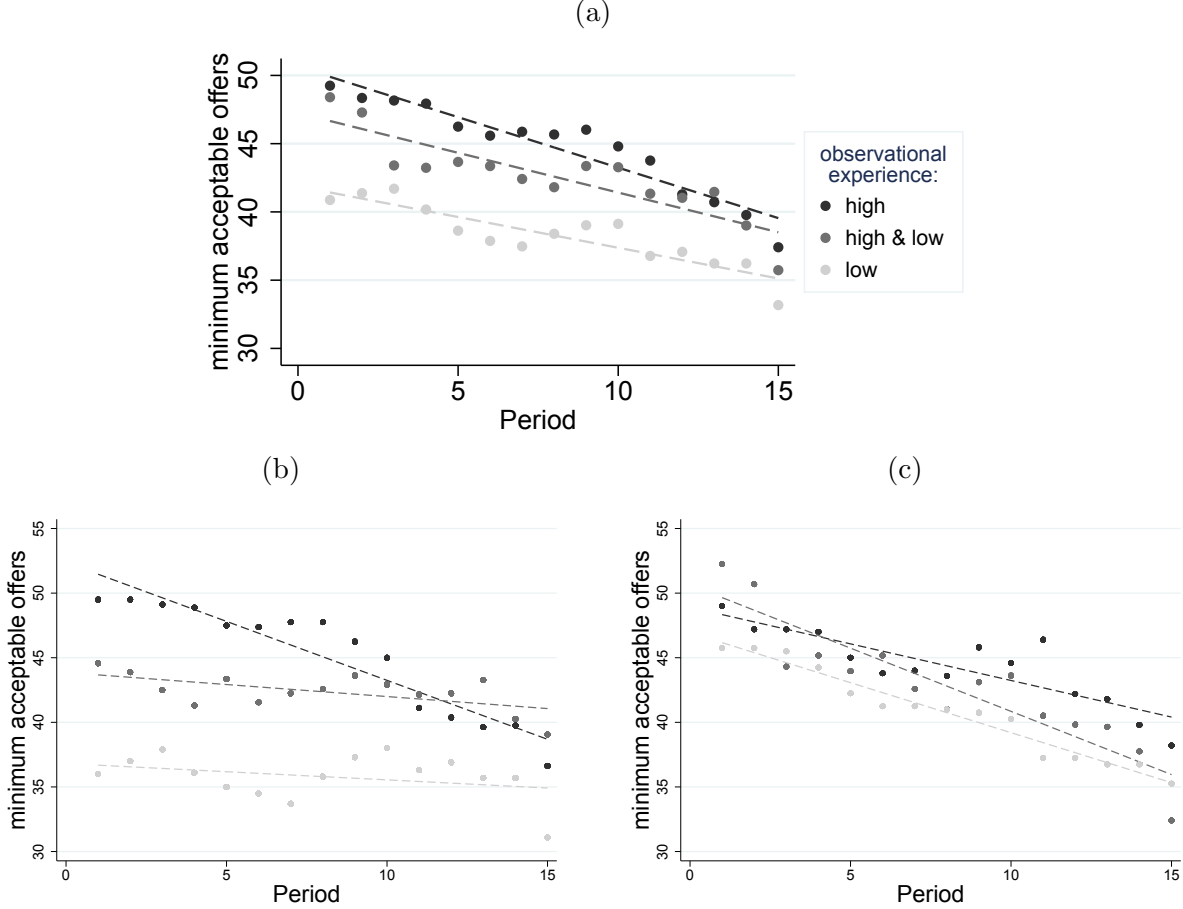 (a)
minimum acceptable offers
50
45
40
35
30
0 5 10 15
Period
observational
experience:
high
high & low
low
(b)
minimum acceptable offers
55
50
45
40
35
30
0 5 10 15
Period
(c)
minimum acceptable offers
55
50
45
40
35
30
0 5 10 15
Period